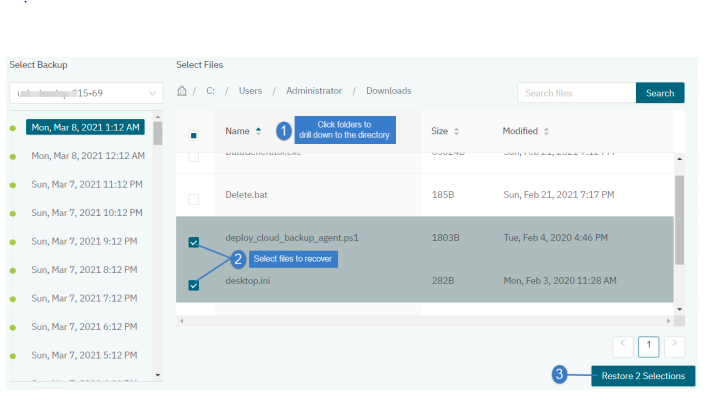 Select Backup
Select Files
15-69
/ C: / Users / Administrator / Downloads
Search files
Search
Mon, Mar 8, 2021 1:12 AM
Mon, Mar 8, 2021 12:12 AM
Sun, Mar 7, 2021 11:12 PM
Sun, Mar 7, 2021 10:12 PM
Sun, Mar 7, 2021 9:12 PM
Sun, Mar 7, 2021 8:12 PM
Sun, Mar 7, 2021 7:12 PM
Sun, Mar 7, 2021 6:12 PM
Sun, Mar 7, 2021 5:12 PM
Name
1
Click folders to
drill down to the directory
Size
Modified
Delete.bat
185B
Sun, Feb 21, 2021 7:17 PM
deploy_cloud_backup_agent.ps1
1803B
Tue, Feb 4, 2020 4:46 PM
2
Select files to recover
desktop.ini
282B
Mon, Feb 3, 2020 11:28 AM
< 1 >
3
Restore 2 Selections